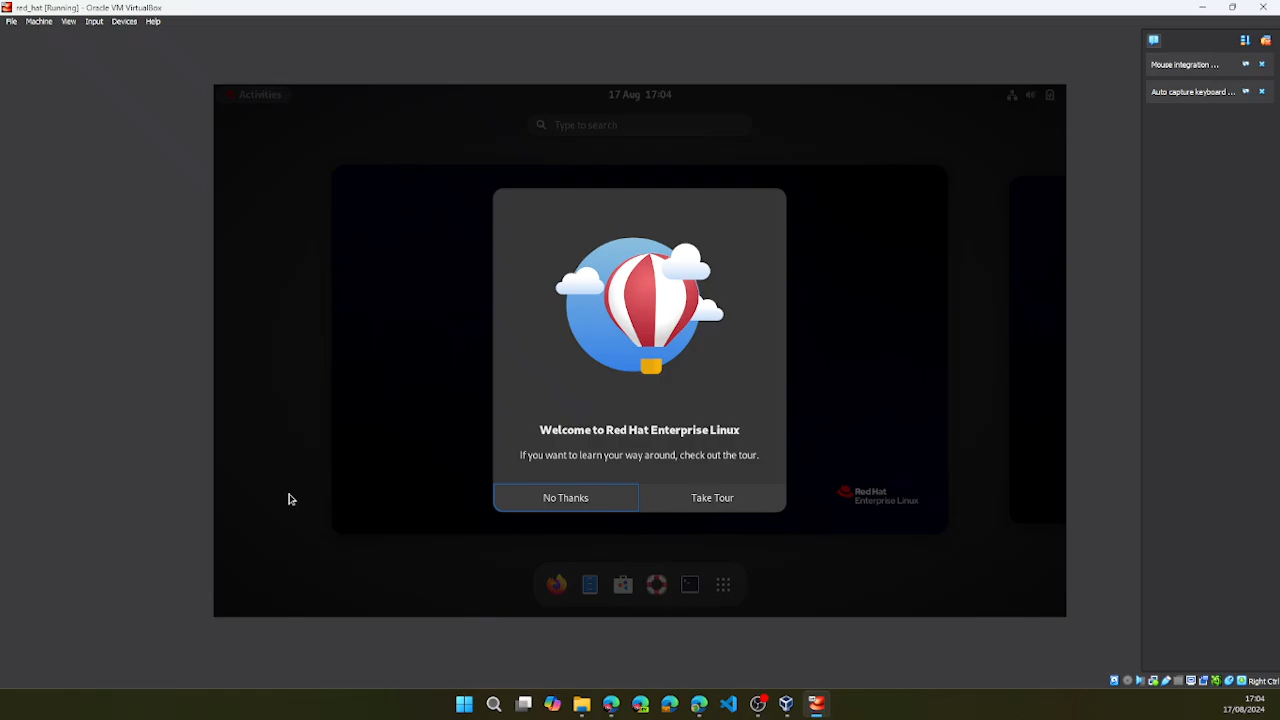 red_hat [Running] - Oracle VM VirtualBox
File Machine View Input Devices Help
Mouse integration ...
Auto capture keyboard ...
Activities
17 Aug 17:04
Type to search
Welcome to Red Hat Enterprise Linux
If you want to learn your way around, check out the tour.
No Thanks
Take Tour
Red Hat
Enterprise Linux
Right Ctrl
17:04
17/08/2024